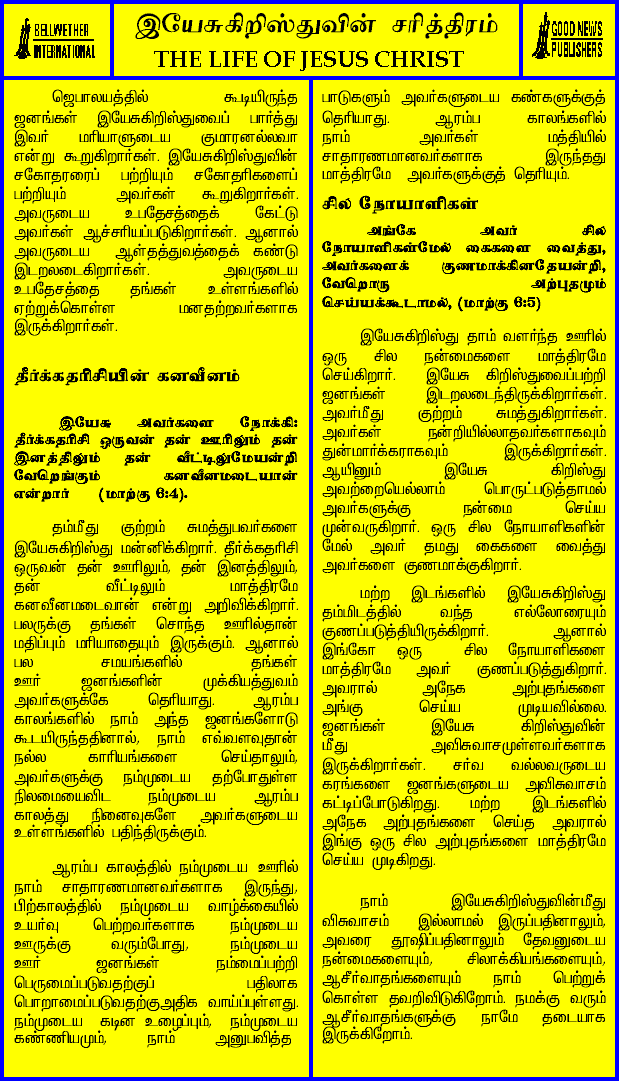 BELLWETHER
INTERNATIONAL
இயேசுகிறிஸ்துவின் சரித்திரம்
THE LIFE OF JESUS CHRIST
GOOD NEWS
PUBLISHERS
ஜெபாலயத்தில் கூடியிருந்த
ஜனங்கள் இயேசுகிறிஸ்துவைப் பார்த்து
இவர் மரியாளுடைய குமாரனல்லவா
என்று கூறுகிறார்கள். இயேசுகிறிஸ்துவின்
சகோதரரைப் பற்றியும் சகோதரிகளைப்
பற்றியும் அவர்கள் கூறுகிறார்கள்.
அவருடைய உபதேசத்தைக் கேட்டு
அவர்கள் ஆச்சரியப்படுகிறார்கள். ஆனால்
அவருடைய ஆள்தத்துவத்தைக் கண்டு
இடறலடைகிறார்கள். அவருடைய
உபதேசத்தை தங்கள் உள்ளங்களில்
ஏற்றுக்கொள்ள மனதற்றவர்களாக
இருக்கிறார்கள்.
தீர்க்கதரிசியின் கனவீனம்
இயேசு அவர்களை நோக்கி:
தீர்க்கதரிசி ஒருவன் தன் ஊரிலும் தன்
இனத்திலும் தன் வீட்டிலுமேயன்றி
வேறெங்கும் கனவீனமடையான்
என்றார் (மாற்கு 6:4).
தம்மீது குற்றம் சுமத்துபவர்களை
இயேசுகிறிஸ்து மன்னிக்கிறார். தீர்க்கதரிசி
ஒருவன் தன் ஊரிலும், தன் இனத்திலும்,
தன் வீட்டிலும் மாத்திரமே
கனவீனமடைவான் என்று அறிவிக்கிறார்.
பலருக்கு தங்கள் சொந்த ஊரில்தான்
மதிப்பும் மரியாதையும் இருக்கும். ஆனால்
பல சமயங்களில் தங்கள்
ஊர் ஜனங்களின் முக்கியத்துவம்
அவர்களுக்கே தெரியாது. ஆரம்ப
காலங்களில் நாம் அந்த ஜனங்களோடு
கூடயிருந்ததினால், நாம் எவ்வளவுதான்
நல்ல காரியங்களை செய்தாலும்,
அவர்களுக்கு நம்முடைய தற்போதுள்ள
நிலமையைவிட நம்முடைய ஆரம்ப
காலத்து நினைவுகளே அவர்களுடைய
உள்ளங்களில் பதிந்திருக்கும்.
ஆரம்ப காலத்தில் நம்முடைய ஊரில்
நாம் சாதாரணமானவர்களாக இருந்து,
பிற்காலத்தில் நம்முடைய வாழ்க்கையில்
உயர்வு பெற்றவர்களாக நம்முடைய
ஊருக்கு வரும்போது, நம்முடைய
ஊர் ஜனங்கள் நம்மைப்பற்றி
பெருமைப்படுவதற்குப் பதிலாக
பொறாமைப்படுவதற்குஅதிக வாய்ப்புள்ளது.
நம்முடைய கடின உழைப்பும், நம்முடைய
கண்ணியமும், நாம் அனுபவித்த
பாடுகளும் அவர்களுடைய கண்களுக்குத்
தெரியாது. ஆரம்ப காலங்களில்
நாம் அவர்கள் மத்தியில்
சாதாரணமானவர்களாக இருந்தது
மாத்திரமே அவர்களுக்குத் தெரியும்.
சில நோயாளிகள்
அங்கே அவர் சில
நோயாளிகள்மேல் கைகளை வைத்து,
அவர்களைக் குணமாக்கினதேயன்றி,
வேறொரு அற்புதமும்
செய்யக்கூடாமல், (மாற்கு 6:5)
இயேசுகிறிஸ்து தாம் வளர்ந்த ஊரில்
ஒரு சில நன்மைகளை மாத்திரமே
செய்கிறார். இயேசு கிறிஸ்துவைப்பற்றி
ஜனங்கள் இடறலடைந்திருக்கிறார்கள்.
அவர்மீது குற்றம் சுமத்துகிறார்கள்.
அவர்கள் நன்றியில்லாதவர்களாகவும்
துன்மார்க்கராகவும் இருக்கிறார்கள்.
ஆயினும் இயேசு கிறிஸ்து
அவற்றையெல்லாம் பொருட்படுத்தாமல்
அவர்களுக்கு நன்மை செய்ய
முன்வருகிறார். ஒரு சில நோயாளிகளின்
மேல் அவர் தமது கைகளை வைத்து
அவர்களை குணமாக்குகிறார்.
மற்ற இடங்களில் இயேசுகிறிஸ்து
தம்மிடத்தில் வந்த எல்லோரையும்
குணப்படுத்தியிருக்கிறார். ஆனால்
இங்கோ ஒரு சில நோயாளிகளை
மாத்திரமே அவர் குணப்படுத்துகிறார்.
அவரால் அநேக அற்புதங்களை
அங்கு செய்ய முடியவில்லை.
ஜனங்கள் இயேசு கிறிஸ்துவின்
மீது அவிசுவாசமுள்ளவர்களாக
இருக்கிறார்கள். சர்வ வல்லவருடைய
கரங்களை ஜனங்களுடைய அவிசுவாசம்
கட்டிப்போடுகிறது. மற்ற இடங்களில்
அநேக அற்புதங்களை செய்த அவரால்
இங்கு ஒரு சில அற்புதங்களை மாத்திரமே
செய்ய முடிகிறது.
நாம் இயேசுகிறிஸ்துவின்மீது
விசுவாசம் இல்லாமல் இருப்பதினாலும்,
அவரை தூஷிப்பதினாலும் தேவனுடைய
நன்மைகளையும், சிலாக்கியங்களையும்,
ஆசீர்வாதங்களையும் நாம் பெற்றுக்
கொள்ள தவறிவிடுகிறோம். நமக்கு வரும்
ஆசீர்வாதங்களுக்கு நாமே தடையாக
இருக்கிறோம்.